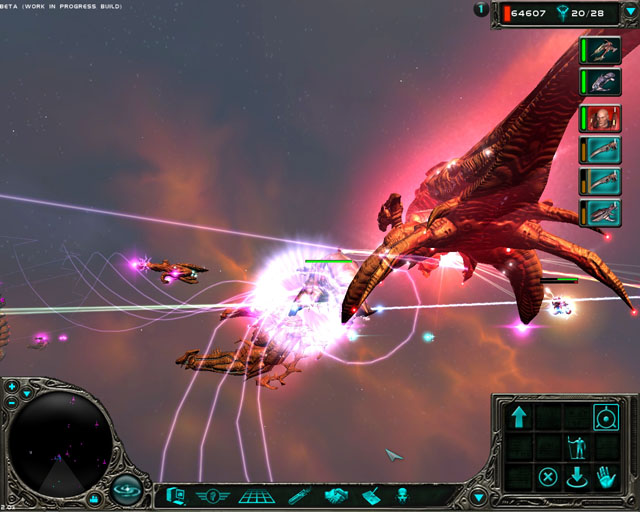 BETA (WORK IN PROGRESS BUILD)
1
64607 20/28